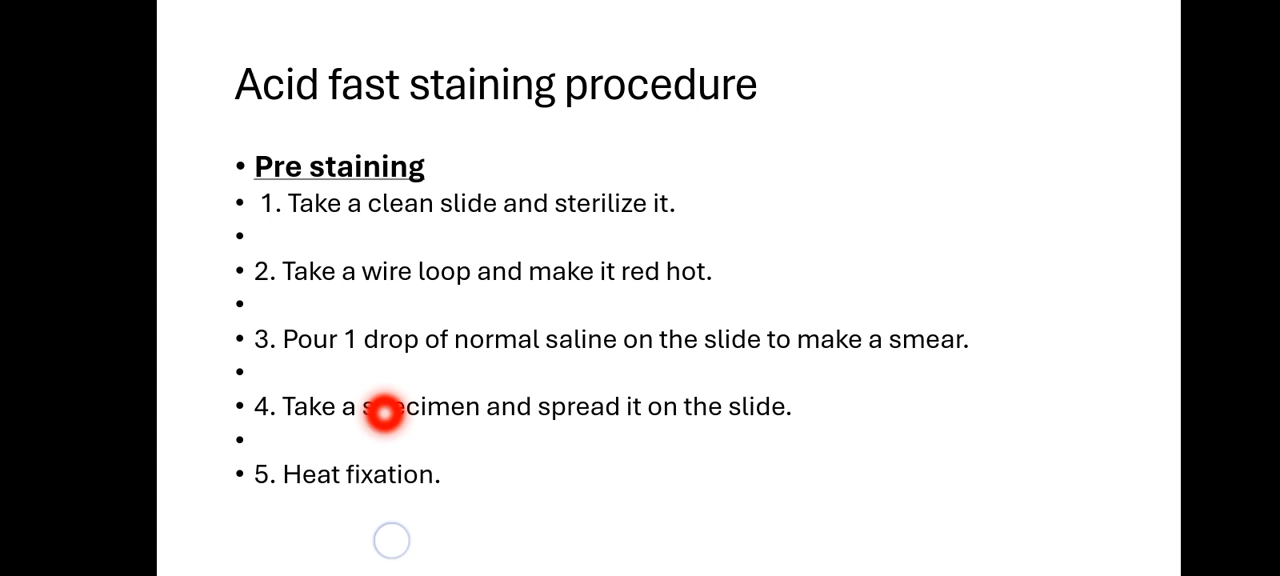 Acid fast staining procedure
• Pre staining
• 1. Take a clean slide and sterilize it.
•
• 2. Take a wire loop and make it red hot.
•
• 3. Pour 1 drop of normal saline on the slide to make a smear.
•
• 4. Take a specimen and spread it on the slide.
•
• 5. Heat fixation.